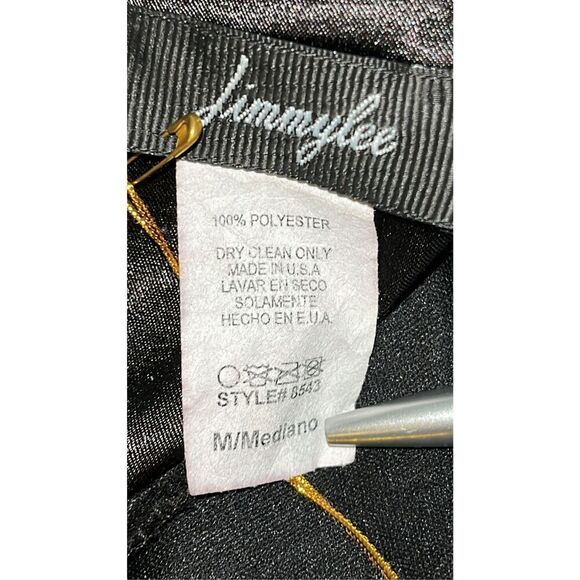 Jimmylee
100% POLYESTER
DRY CLEAN ONLY
MADE IN U.S.A
LAVAR EN SECO
SOLAMENTE
HECHO EN E.U.A.
STYLE# 8543
M/Mediano